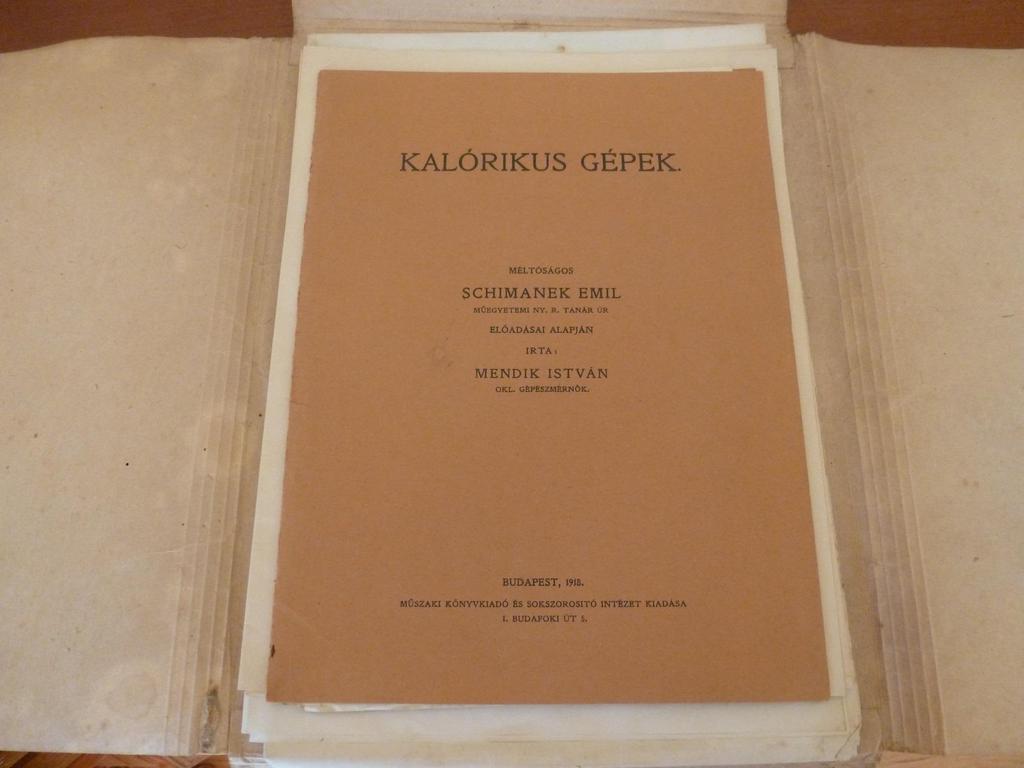 KALÓRIKUS GÉPEK.
MÉLTÓSÁGOS
SCHIMANEK EMIL
MŰEGYETEMI NY. R. TANÁR ÚR
ELŐADÁSAI ALAPJÁN
IRTA:
MENDIK ISTVÁN
OKL. GÉPÉSZMÉRNÖK.
BUDAPEST, 1918.
MŰSZAKI KÖNYVKIADÓ ÉS SOKSZOROSITÓ INTÉZET KIADÁSA
I. BUDAFOKI ÚT 5.